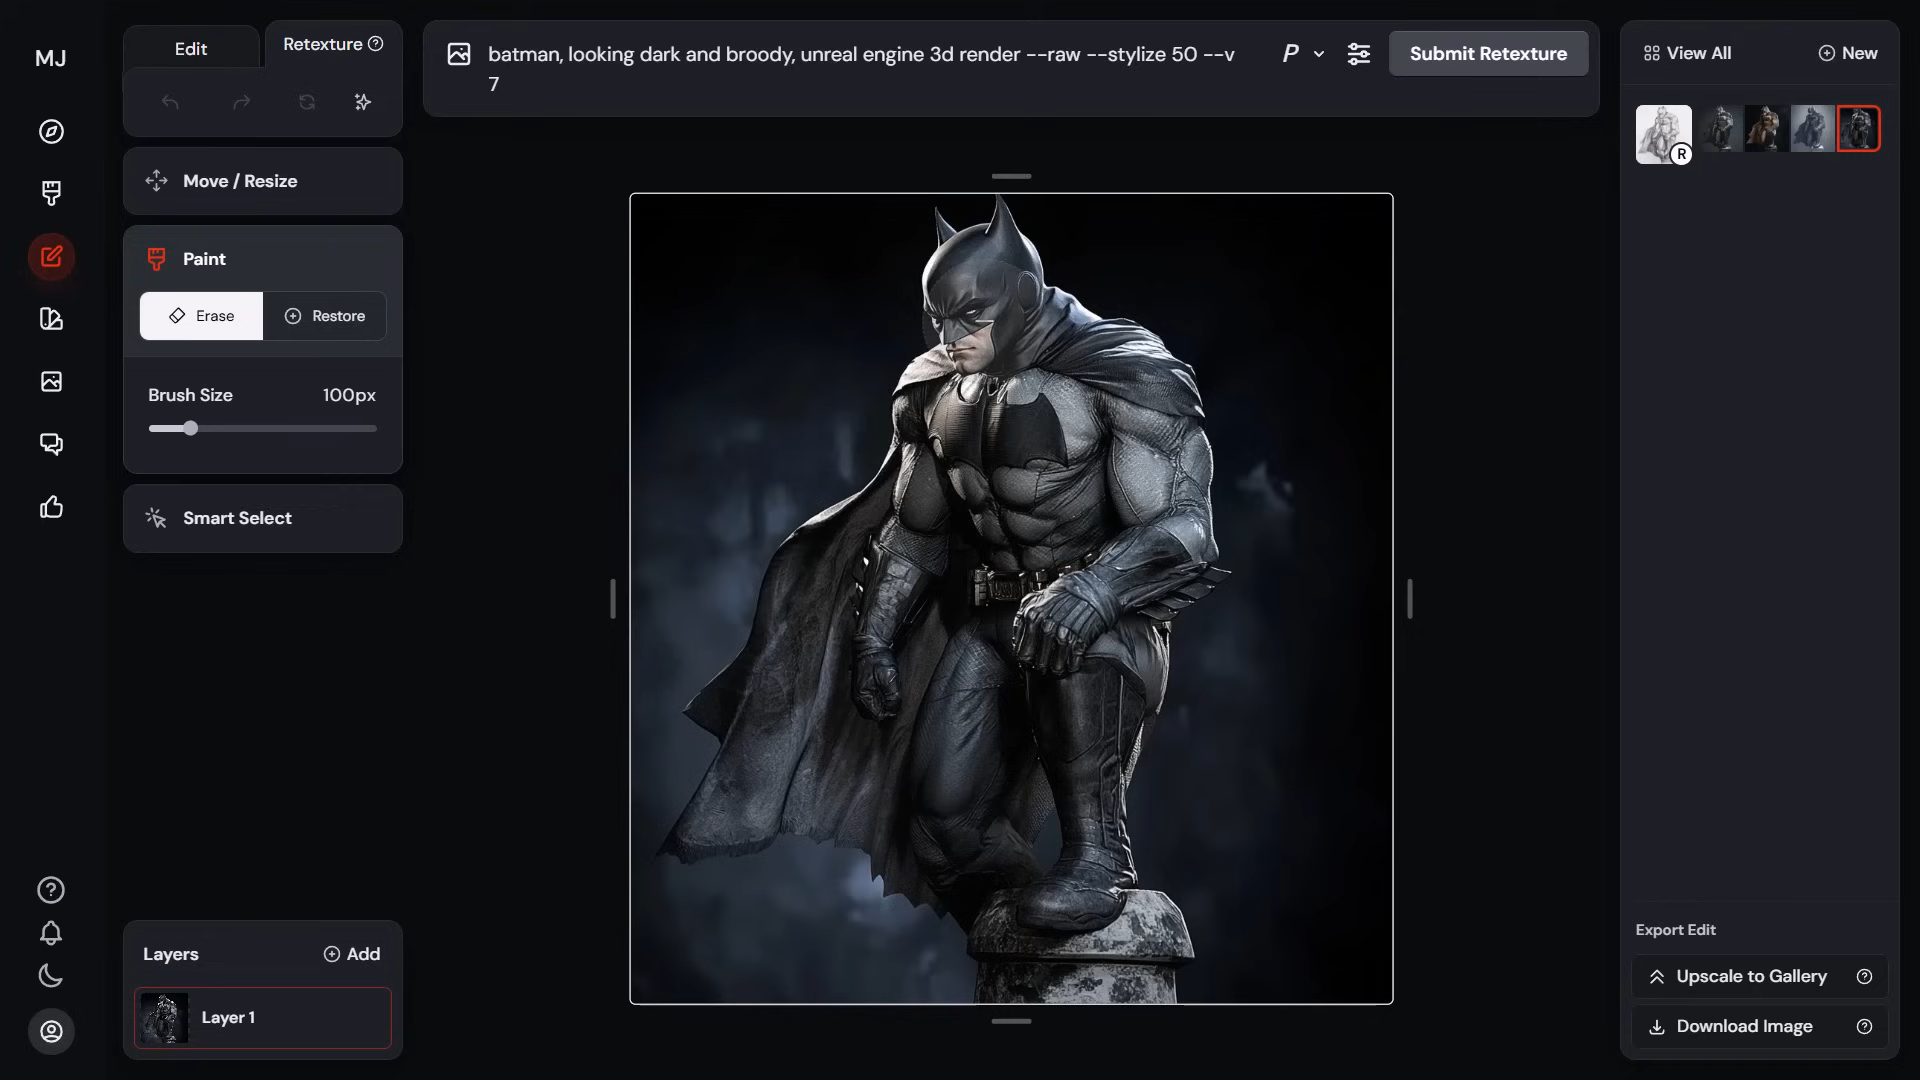 MJ
Edit
Retexture
batman, looking dark and broody, unreal engine 3d render --raw --stylize 50 --v
7
P
Submit Retexture
View All
New
R
Move / Resize
Paint
Erase
Restore
Brush Size
100px
Smart Select
Layers
Add
Layer 1
Export Edit
Upscale to Gallery
Download Image